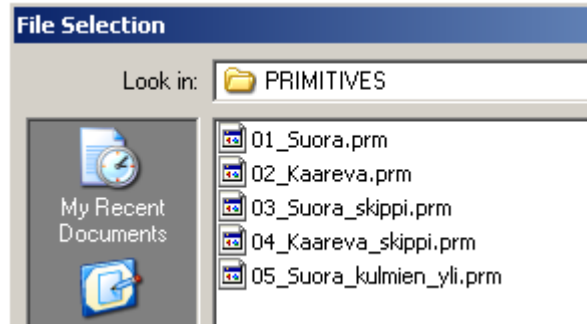 File Selection
Look in: PRIMITIVES
01_Suora.prm
02_Kaareva.prm
03_Suora_skippi.prm
04_Kaareva_skippi.prm
05_Suora_kulmien_yli.prm
My Recent
Documents